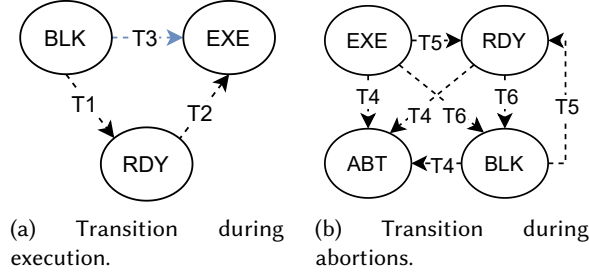 BLK
T3
EXE
T1
T2
RDY
EXE
T5
RDY
T4
T4
T6
T6
T5
ABT
T4
BLK
(a) Transition during
execution.
(b) Transition during
abortions.